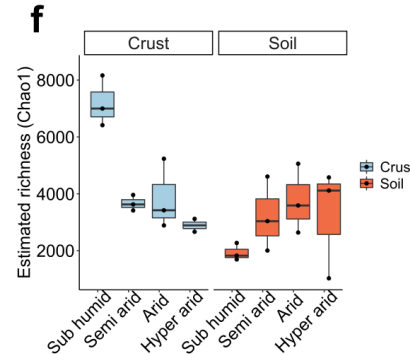 f
Crust Soil
Estimated richness (Chao1)
8000
6000
4000
2000
Sub humid Semi arid Arid Hyper arid Sub humid Semi arid Arid Hyper arid
Crus
Soil